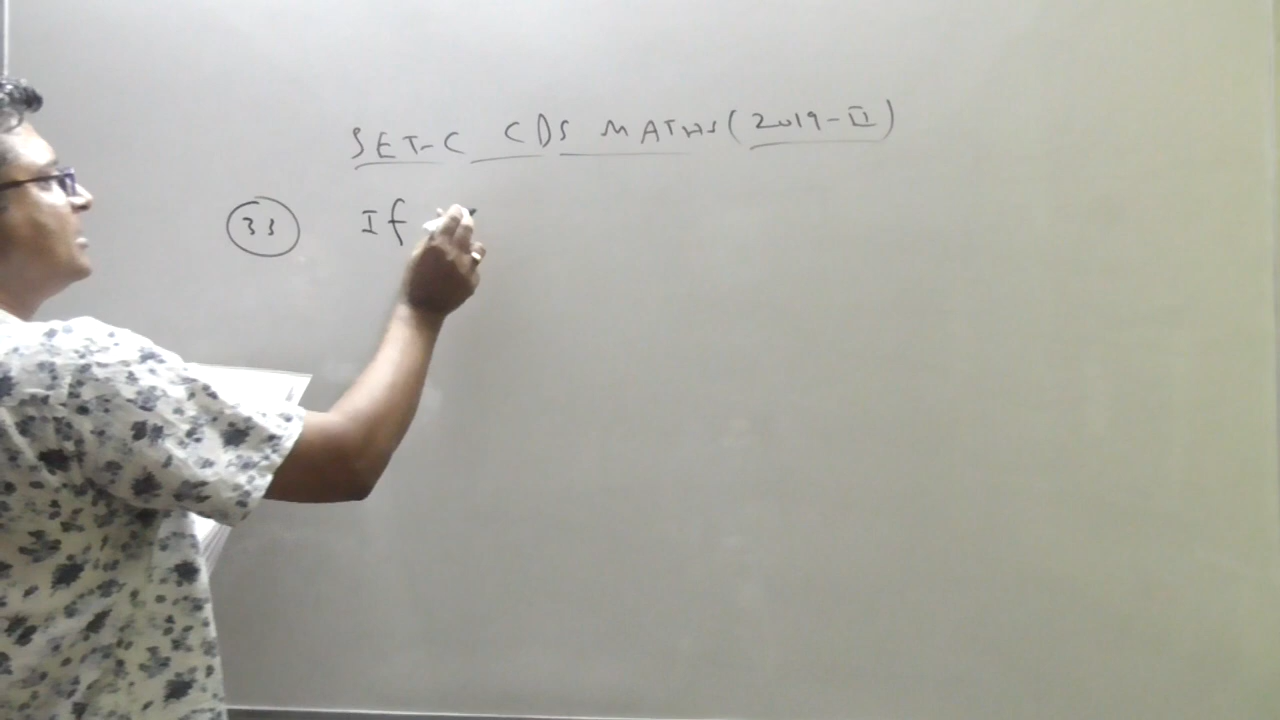 SET-C CDS MATHS (2019-II)
33 If